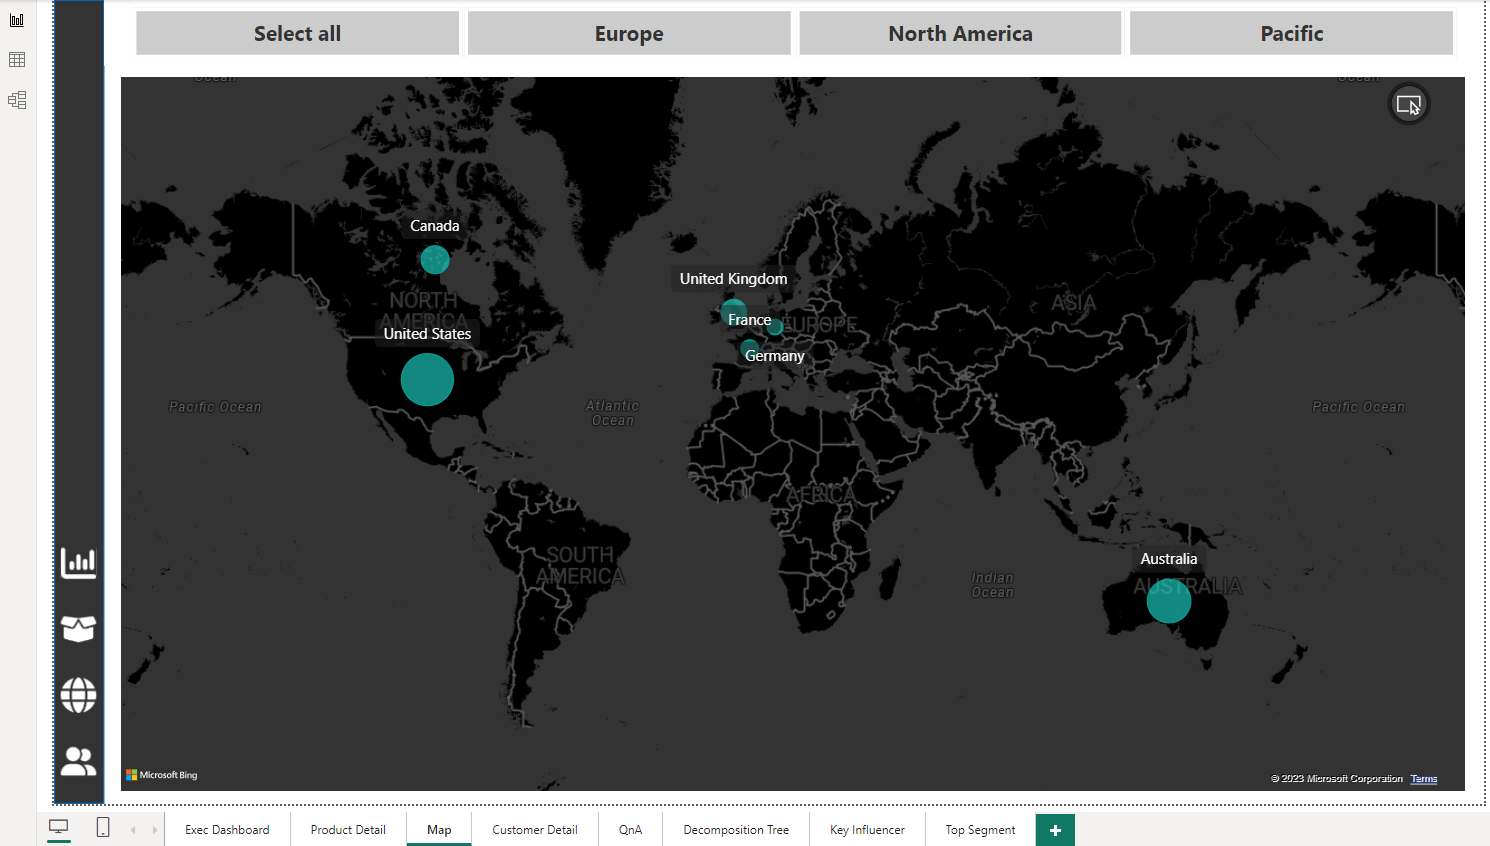 Select all
Europe
North America
Pacific
Ocean
Ocean
Canada
United Kingdom
NORTH
AMERICA
ASIA
France
EUROPE
United States
Germany
Pacific Ocean
Atlantic
Ocean
Pacific Ocean
AFRICA
SOUTH
AMERICA
Australia
Indian
Ocean
AUSTRALIA
Microsoft Bing
© 2023 Microsoft Corporation Terms
Exec Dashboard
Product Detail
Map
Customer Detail
QnA
Decomposition Tree
Key Influencer
Top Segment
+